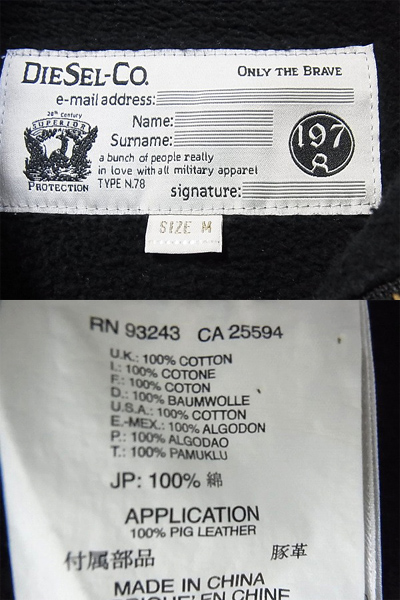 DIESEL-CO. ONLY THE BRAVE
e-mail address:
Name:
20th Century
SUPERIOR
Surname:
197
8
a bunch of people really
in love with all military apparel
PROTECTION TYPE N.78 signature:
SIZE M
RN 93243 CA 25594
U.K.: 100% COTTON
I.: 100% COTONE
F.: 100% COTON
D.: 100% BAUMWOLLE
U.S.A.: 100% COTTON
E.-MEX.: 100% ALGODON
P.: 100% ALGODAO
T.: 100% PAMUKLU
JP: 100% 綿
APPLICATION
100% PIG LEATHER
付属部品 豚革
MADE IN CHINA
FABRIQUE EN CHINE